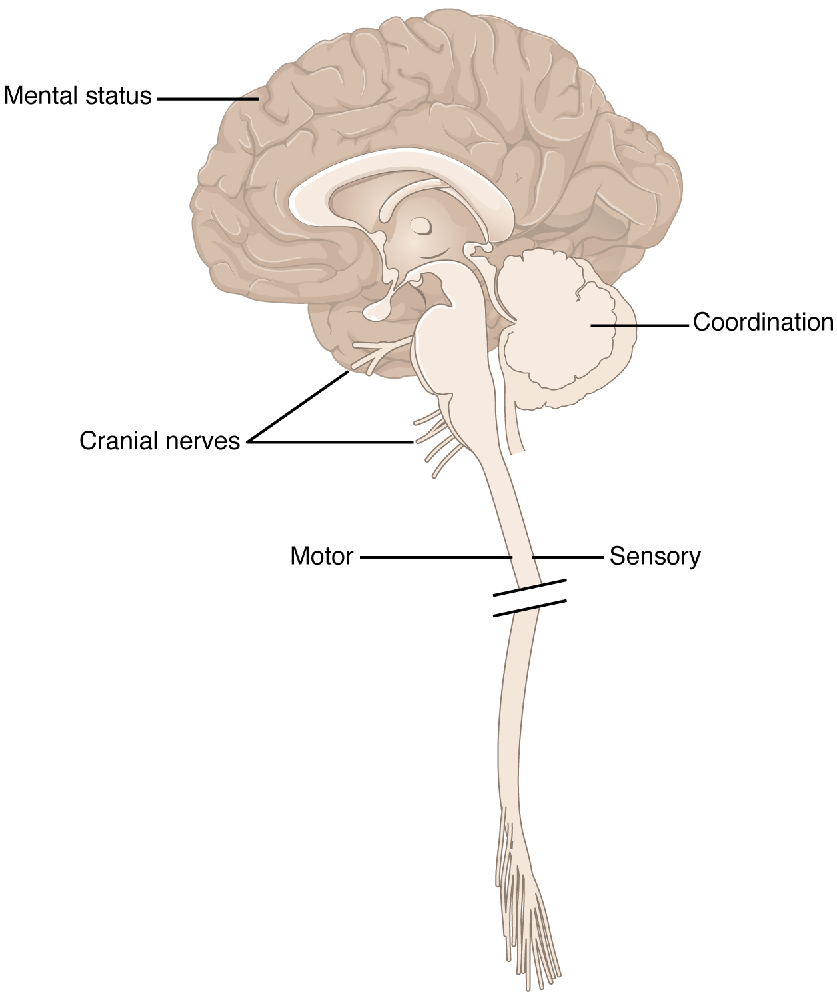 Mental status
Coordination
Cranial nerves
Motor
Sensory